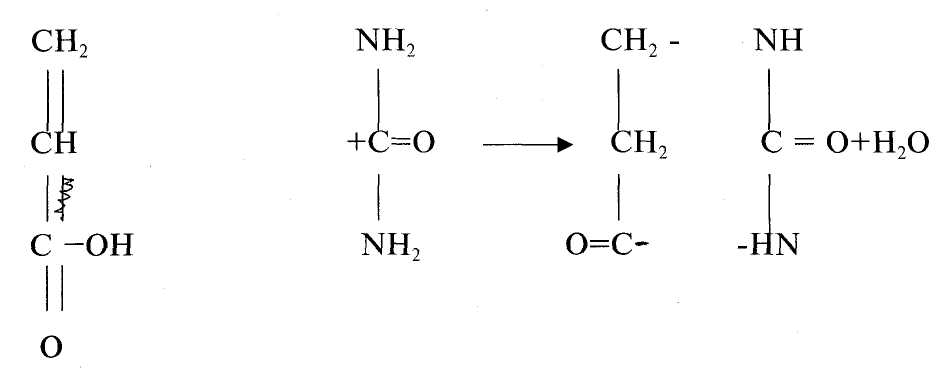 CH₂ NH₂ CH₂ - NH
CH +C=O CH₂ C = O+H₂O
C -OH NH₂ O=C- -HN
O